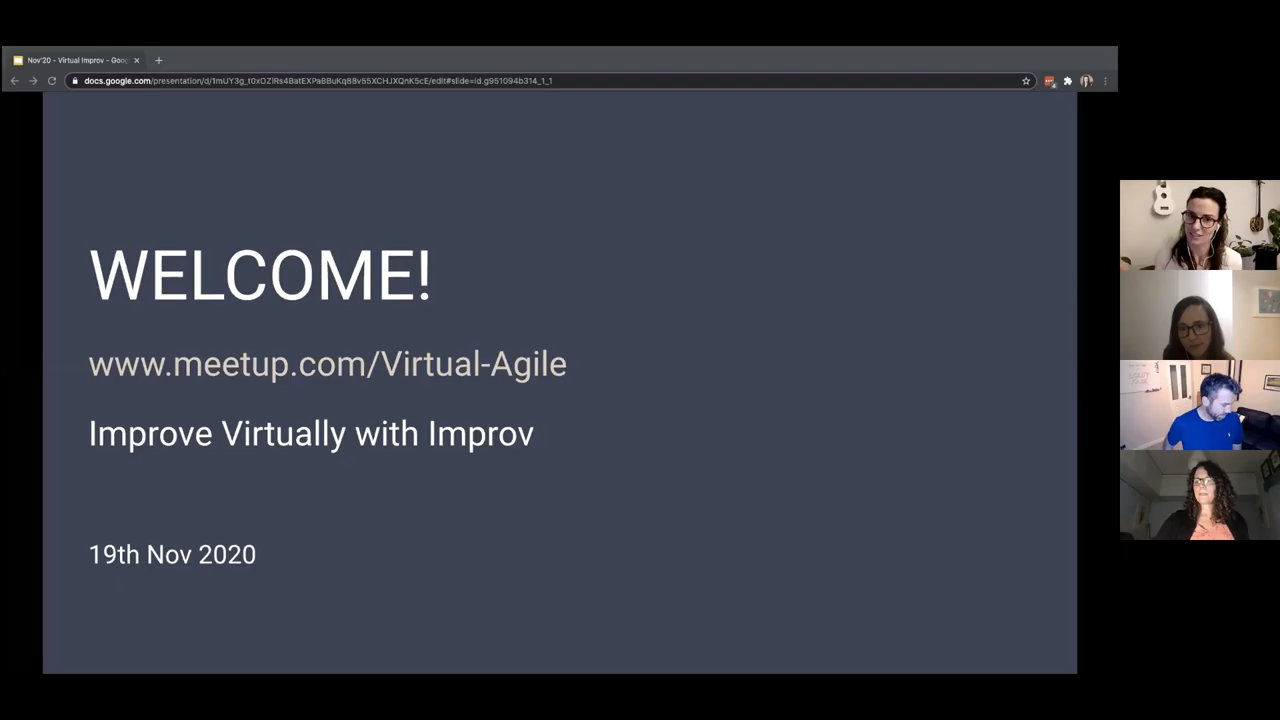 Nov'20 - Virtual Improv - Goog
docs.google.com/presentation/d/1mUY3g_t0xOZiRs4BatEXPaBBuKq88v55XCHJXQnK5cE/edit#slide=id.g951094b314_1_1
WELCOME!
www.meetup.com/Virtual-Agile
Improve Virtually with Improv
19th Nov 2020